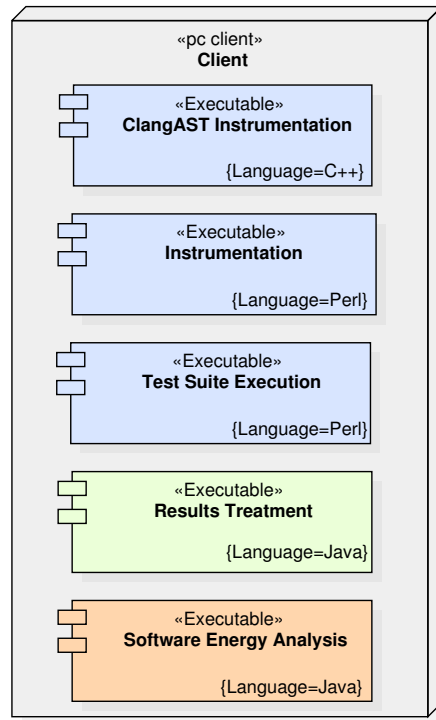 «pc client»
Client
«Executable»
ClangAST Instrumentation
{Language=C++}
«Executable»
Instrumentation
{Language=Perl}
«Executable»
Test Suite Execution
{Language=Perl}
«Executable»
Results Treatment
{Language=Java}
«Executable»
Software Energy Analysis
{Language=Java}